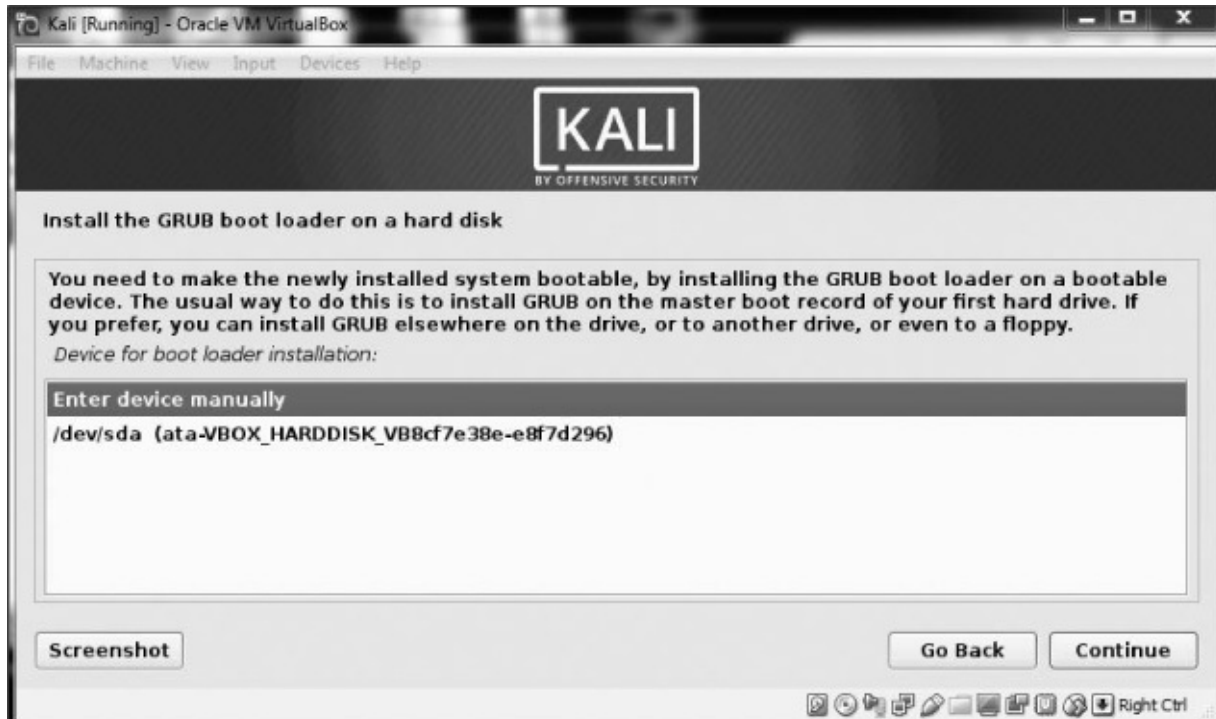 Kali [Running] - Oracle VM VirtualBox
File Machine View Input Devices Help
KALI
BY OFFENSIVE SECURITY
Install the GRUB boot loader on a hard disk
You need to make the newly installed system bootable, by installing the GRUB boot loader on a bootable
device. The usual way to do this is to install GRUB on the master boot record of your first hard drive. If
you prefer, you can install GRUB elsewhere on the drive, or to another drive, or even to a floppy.
Device for boot loader installation:
Enter device manually
/dev/sda (ata-VBOX_HARDDISK_VB8cf7e38e-e8f7d296)
Screenshot
Go Back
Continue
Right Ctrl